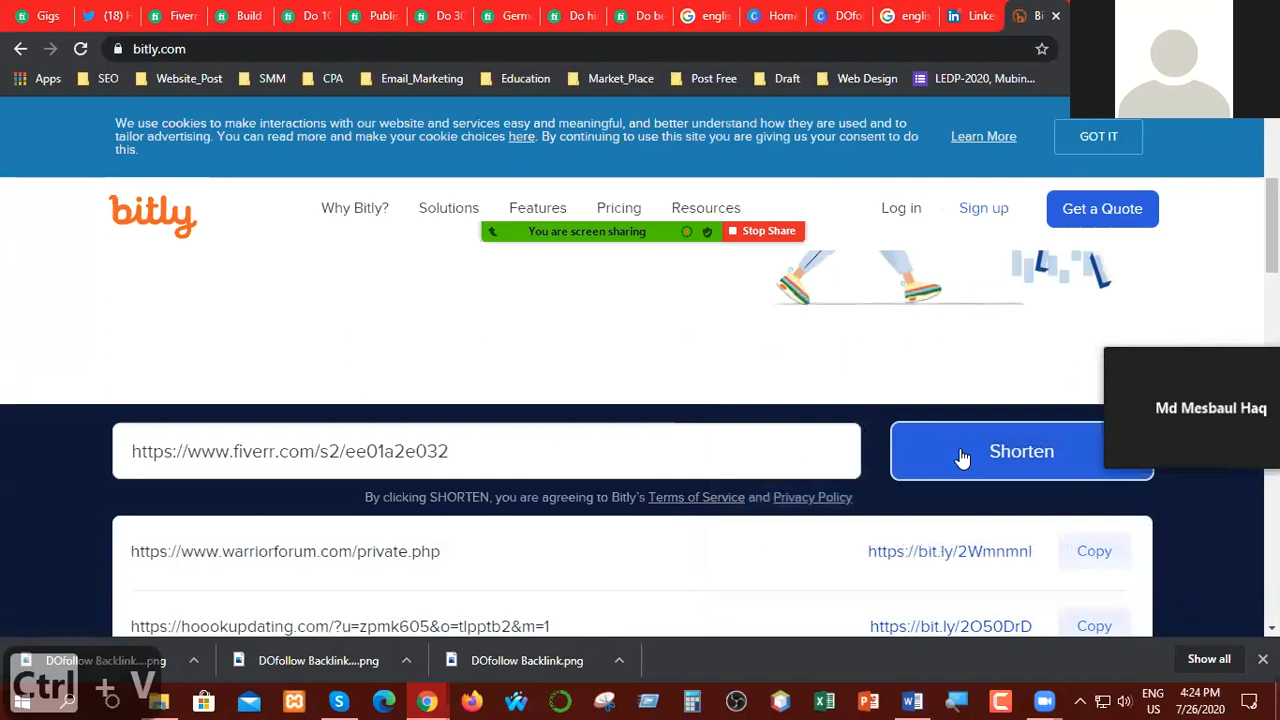 Gigs (18) H Fiverr Build Do 10 Publi Do 30 Germ Do hi Do be englis Home DOfol englis Linke Bi
bitly.com
Apps SEO Website_Post SMM CPA Email_Marketing Education Market_Place Post Free Draft Web Design LEDP-2020, Mubin...
We use cookies to make interactions with our website and services easy and meaningful, and better understand how they are used and to
tailor advertising. You can read more and make your cookie choices here. By continuing to use this site you are giving us your consent to do
this.
Learn More
GOT IT
bitly
Why Bitly? Solutions Features Pricing Resources Log in Sign up Get a Quote
You are screen sharing Stop Share
Md Mesbaul Haq
https://www.fiverr.com/s2/ee01a2e032 Shorten
By clicking SHORTEN, you are agreeing to Bitly's Terms of Service and Privacy Policy
https://www.warriorforum.com/private.php https://bit.ly/2Wmnmnl Copy
https://hoookupdating.com/?u=zpmk605&o=tlpptb2&m=1 https://bit.ly/2O50DrD Copy
DOfollow Backlink....png DOfollow Backlink....png DOfollow Backlink.png Show all
Ctrl + V
ENG
US
4:24 PM
7/26/2020